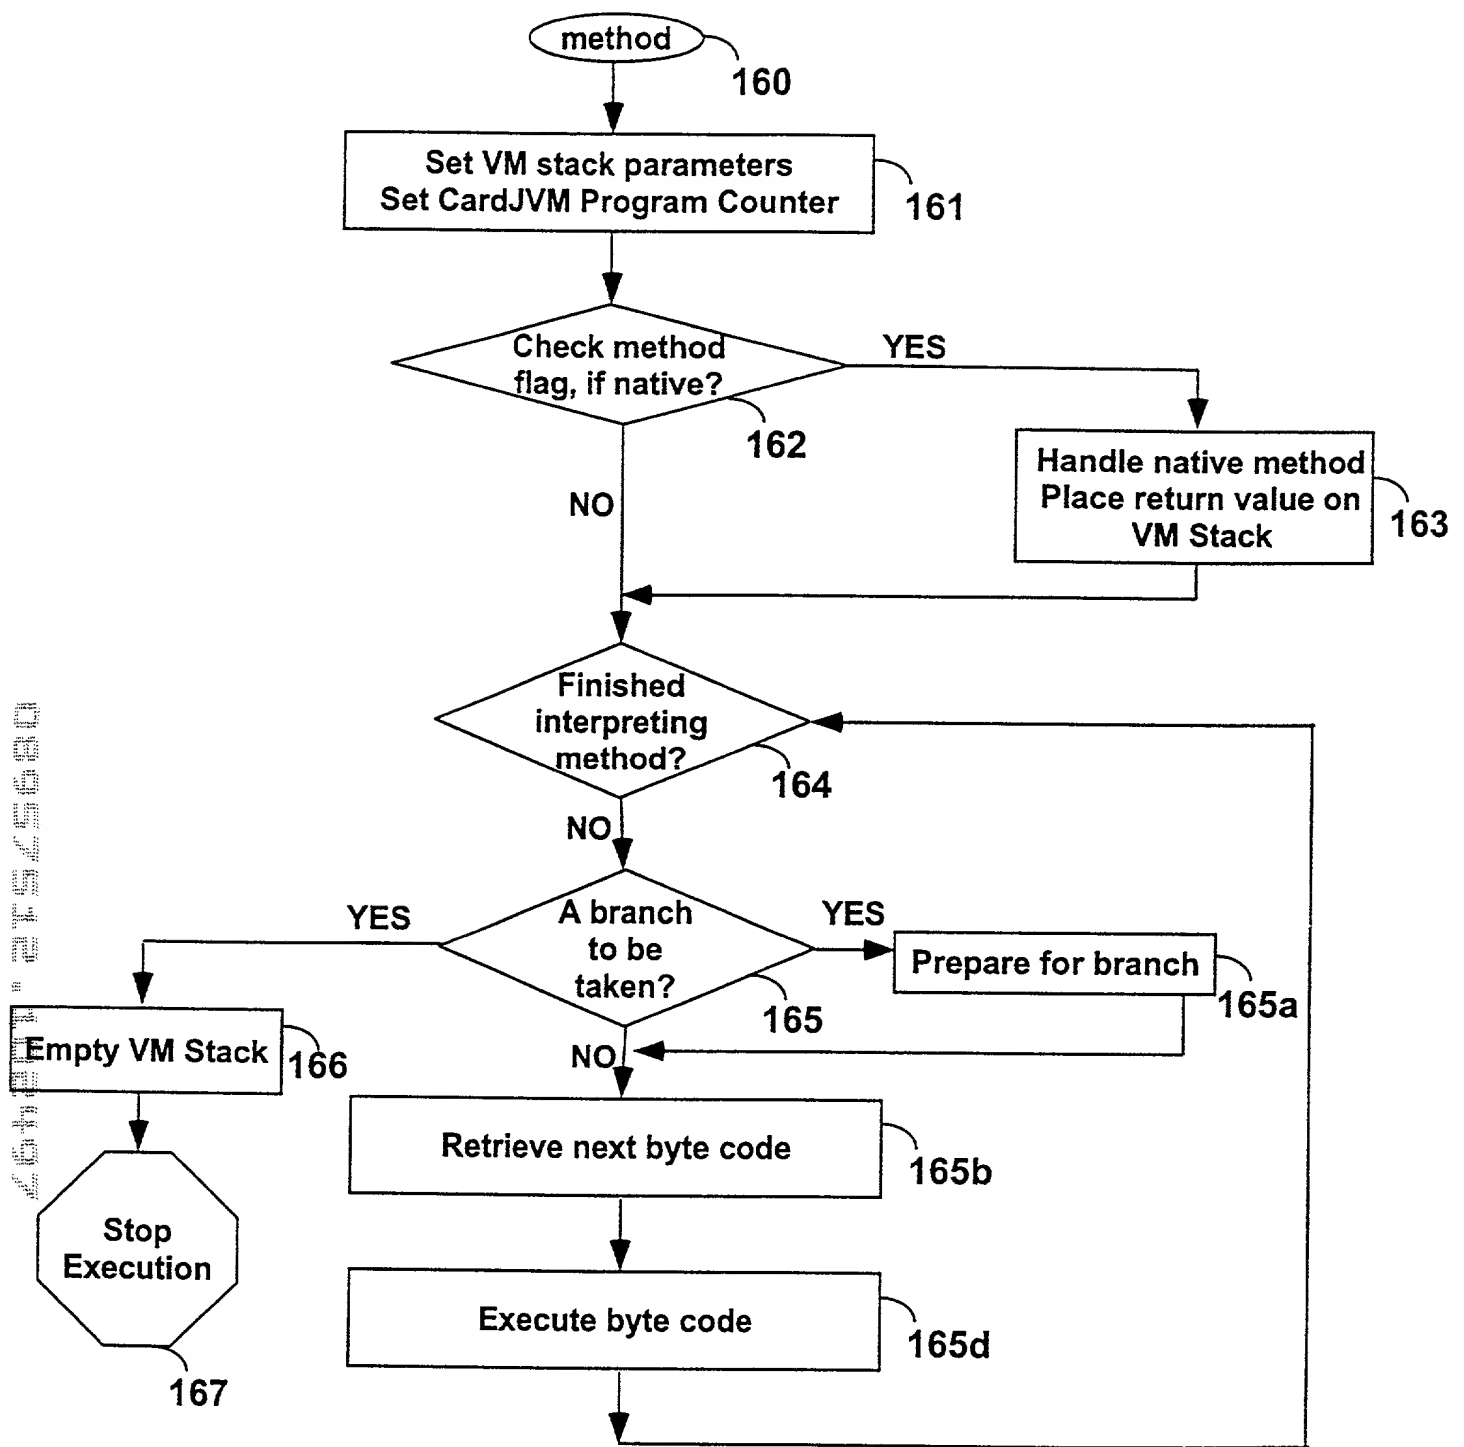 method
160
Set VM stack parameters
Set CardJVM Program Counter
161
Check method
flag, if native?
YES
162
Handle native method
Place return value on
VM Stack
163
NO
Finished
interpreting
method?
164
NO
A branch
to be
taken?
YES
YES
165
Prepare for branch
165a
Empty VM Stack
166
NO
Retrieve next byte code
165b
Stop
Execution
167
Execute byte code
165d